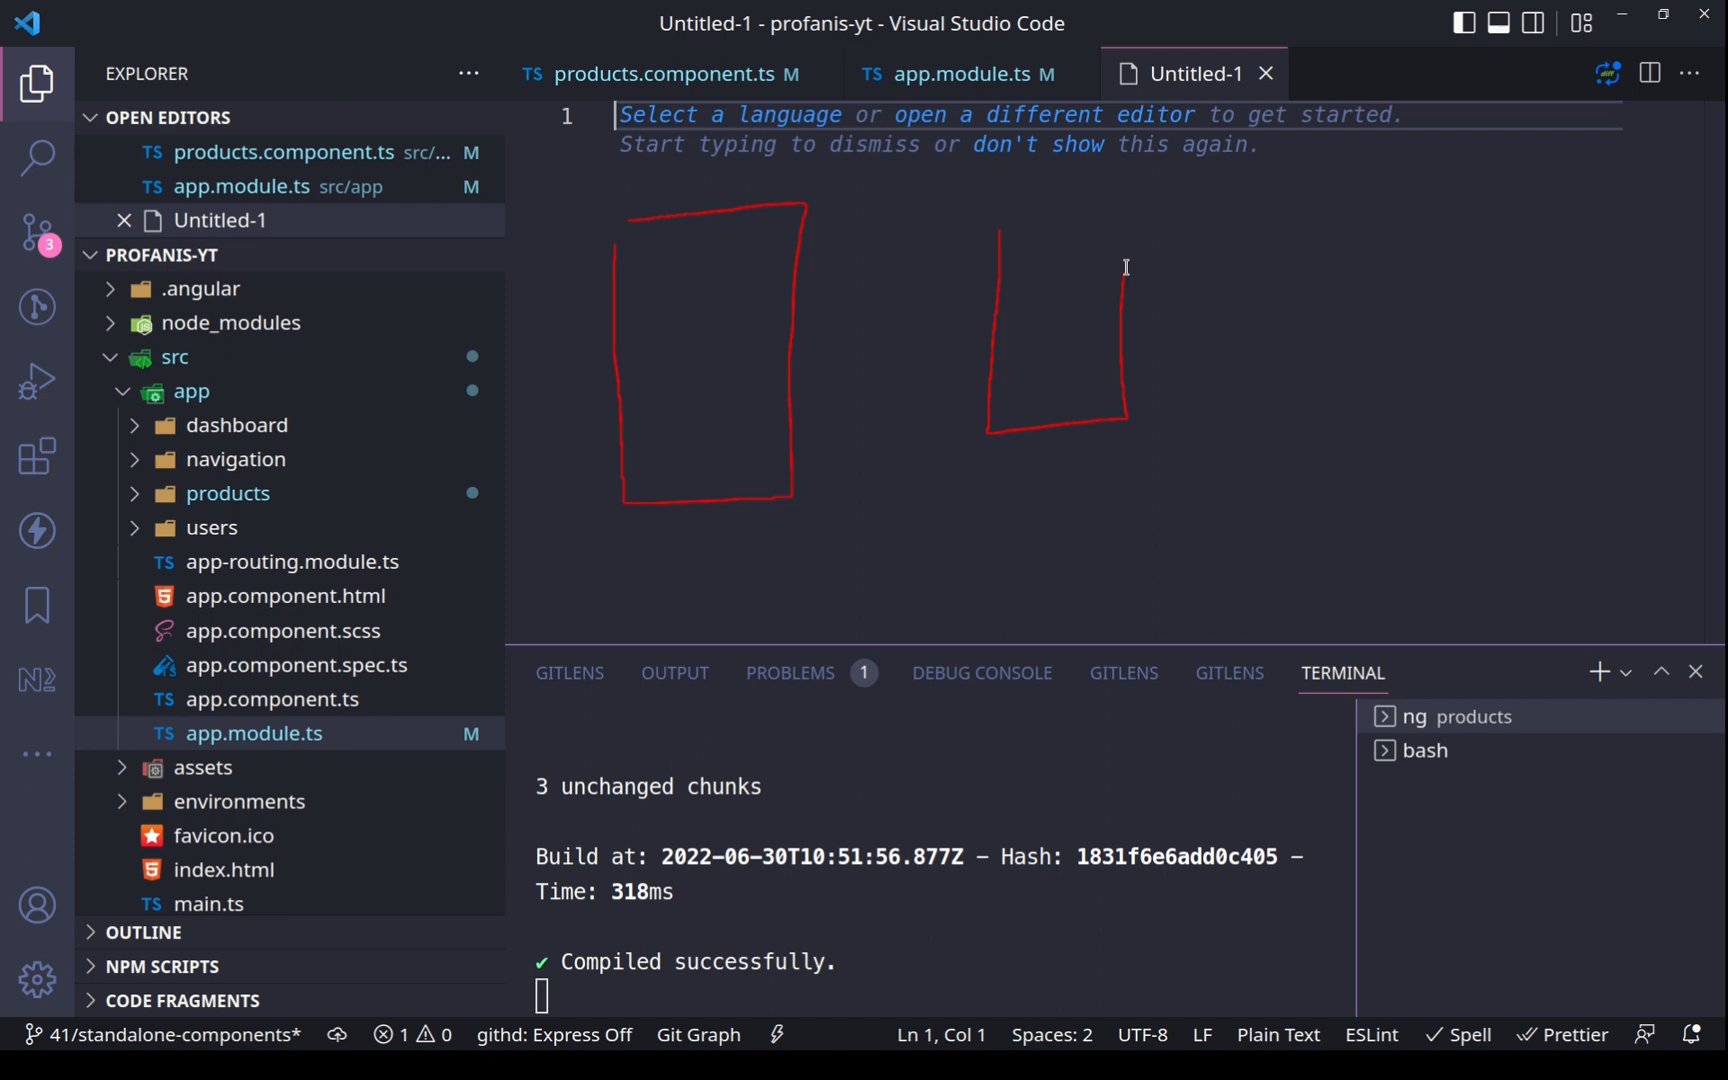 Untitled-1 - profanis-yt - Visual Studio Code
EXPLORER
TS products.component.ts M
TS app.module.ts M
Untitled-1
OPEN EDITORS
TS products.component.ts src/... M
TS app.module.ts src/app M
Untitled-1
3
PROFANIS-YT
.angular
node_modules
src
app
dashboard
navigation
products
users
TS app-routing.module.ts
app.component.html
app.component.scss
app.component.spec.ts
TS app.component.ts
TS app.module.ts M
assets
environments
favicon.ico
index.html
TS main.ts
OUTLINE
NPM SCRIPTS
CODE FRAGMENTS
1 Select a language or open a different editor to get started.
Start typing to dismiss or don't show this again.
GITLENS OUTPUT PROBLEMS 1 DEBUG CONSOLE GITLENS GITLENS TERMINAL
3 unchanged chunks
Build at: 2022-06-30T10:51:56.877Z - Hash: 1831f6e6add0c405 -
Time: 318ms
✔ Compiled successfully.
ng products
bash
41/standalone-components* 1 0 githd: Express Off Git Graph Ln 1, Col 1 Spaces: 2 UTF-8 LF Plain Text ESLint Spell Prettier